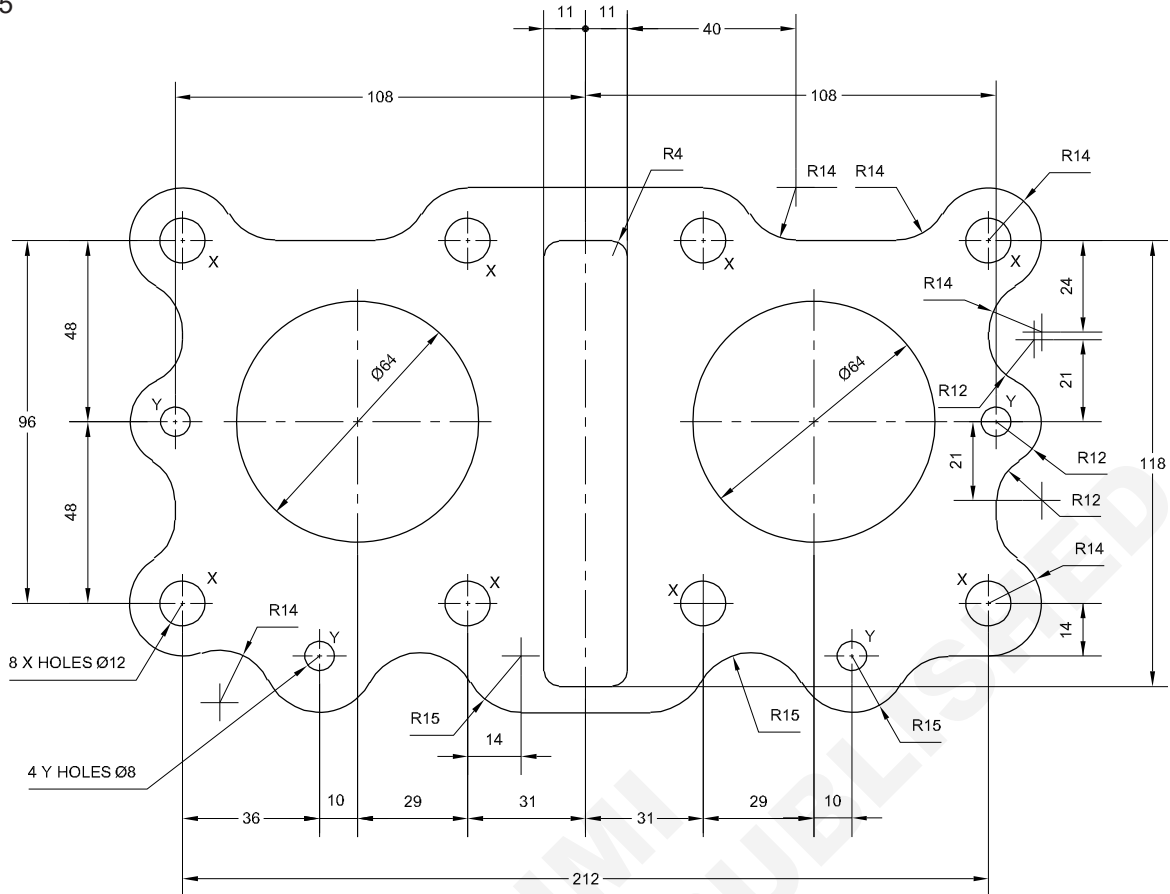 5
11 11
40
108 108
R4
R14 R14 R14
X X X X
R14
24
48
Ø64 Ø64
R12
21
96
Y Y
48
21
R12
118
R12
X X X X
R14
R14
14
Y Y
8 X HOLES Ø12
R15 R15 R15
14
4 Y HOLES Ø8
36 10 29 31 31 29 10
212
UBLISHED